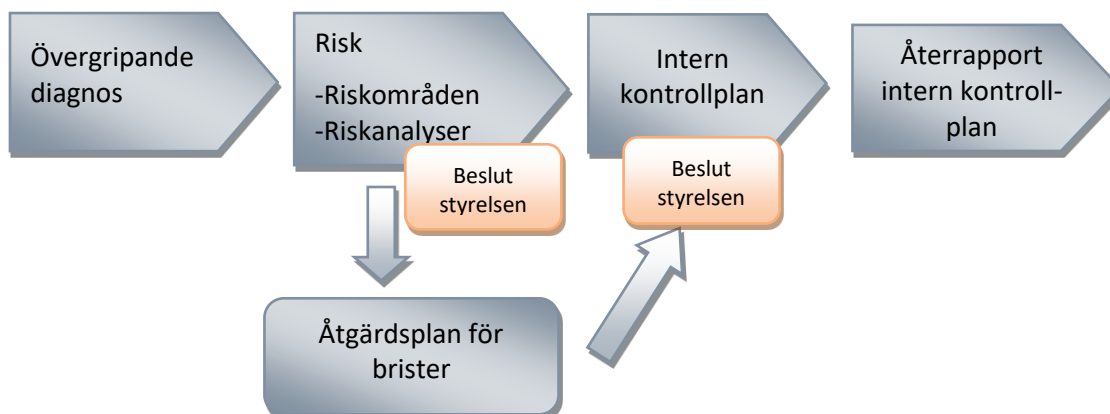 Övergripande
diagnos
Risk
-Riskområden
-Riskanalyser
Beslut
styrelsen
Intern
kontrollplan
Beslut
styrelsen
Återrapport
intern kontroll-
plan
Åtgärdsplan för
brister